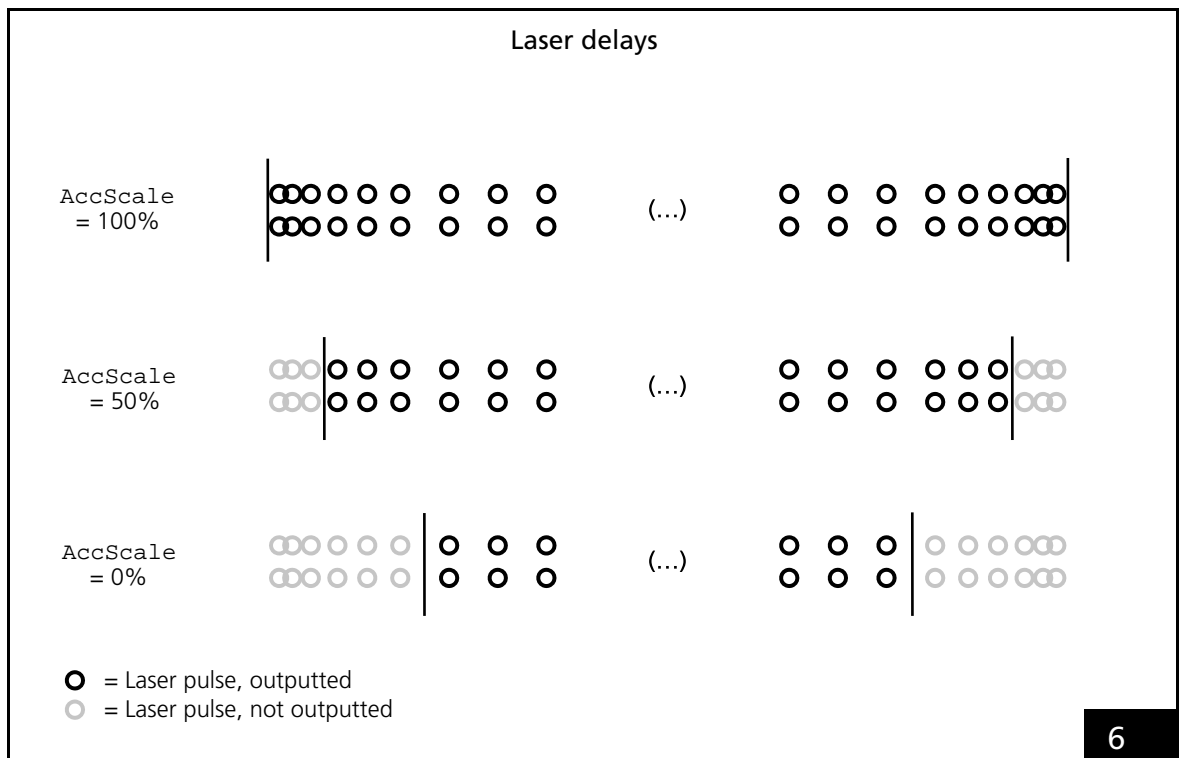 Laser delays
AccScale
= 100%
(...)
AccScale
= 50%
(...)
AccScale
= 0%
(...)
= Laser pulse, outputted
= Laser pulse, not outputted
6